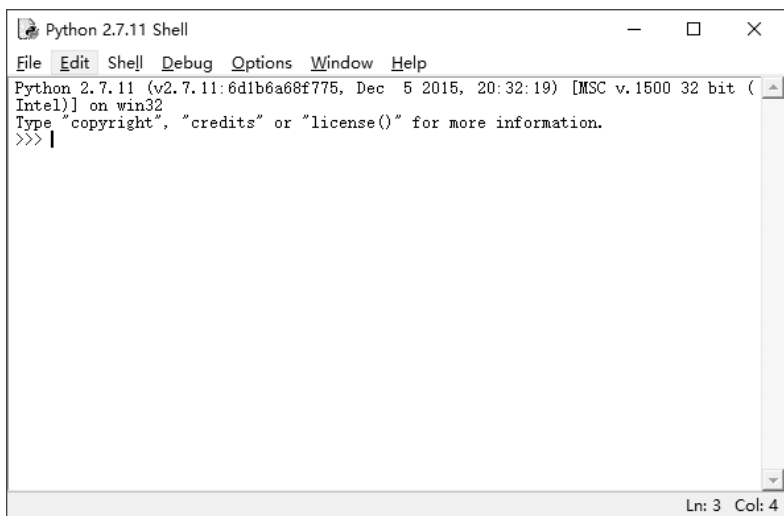 Python 2.7.11 Shell
File Edit Shell Debug Options Window Help
Python 2.7.11 (v2.7.11:6d1b6a68f775, Dec  5 2015, 20:32:19) [MSC v.1500 32 bit (
Intel)] on win32
Type "copyright", "credits" or "license()" for more information.
>>>
Ln: 3 Col: 4